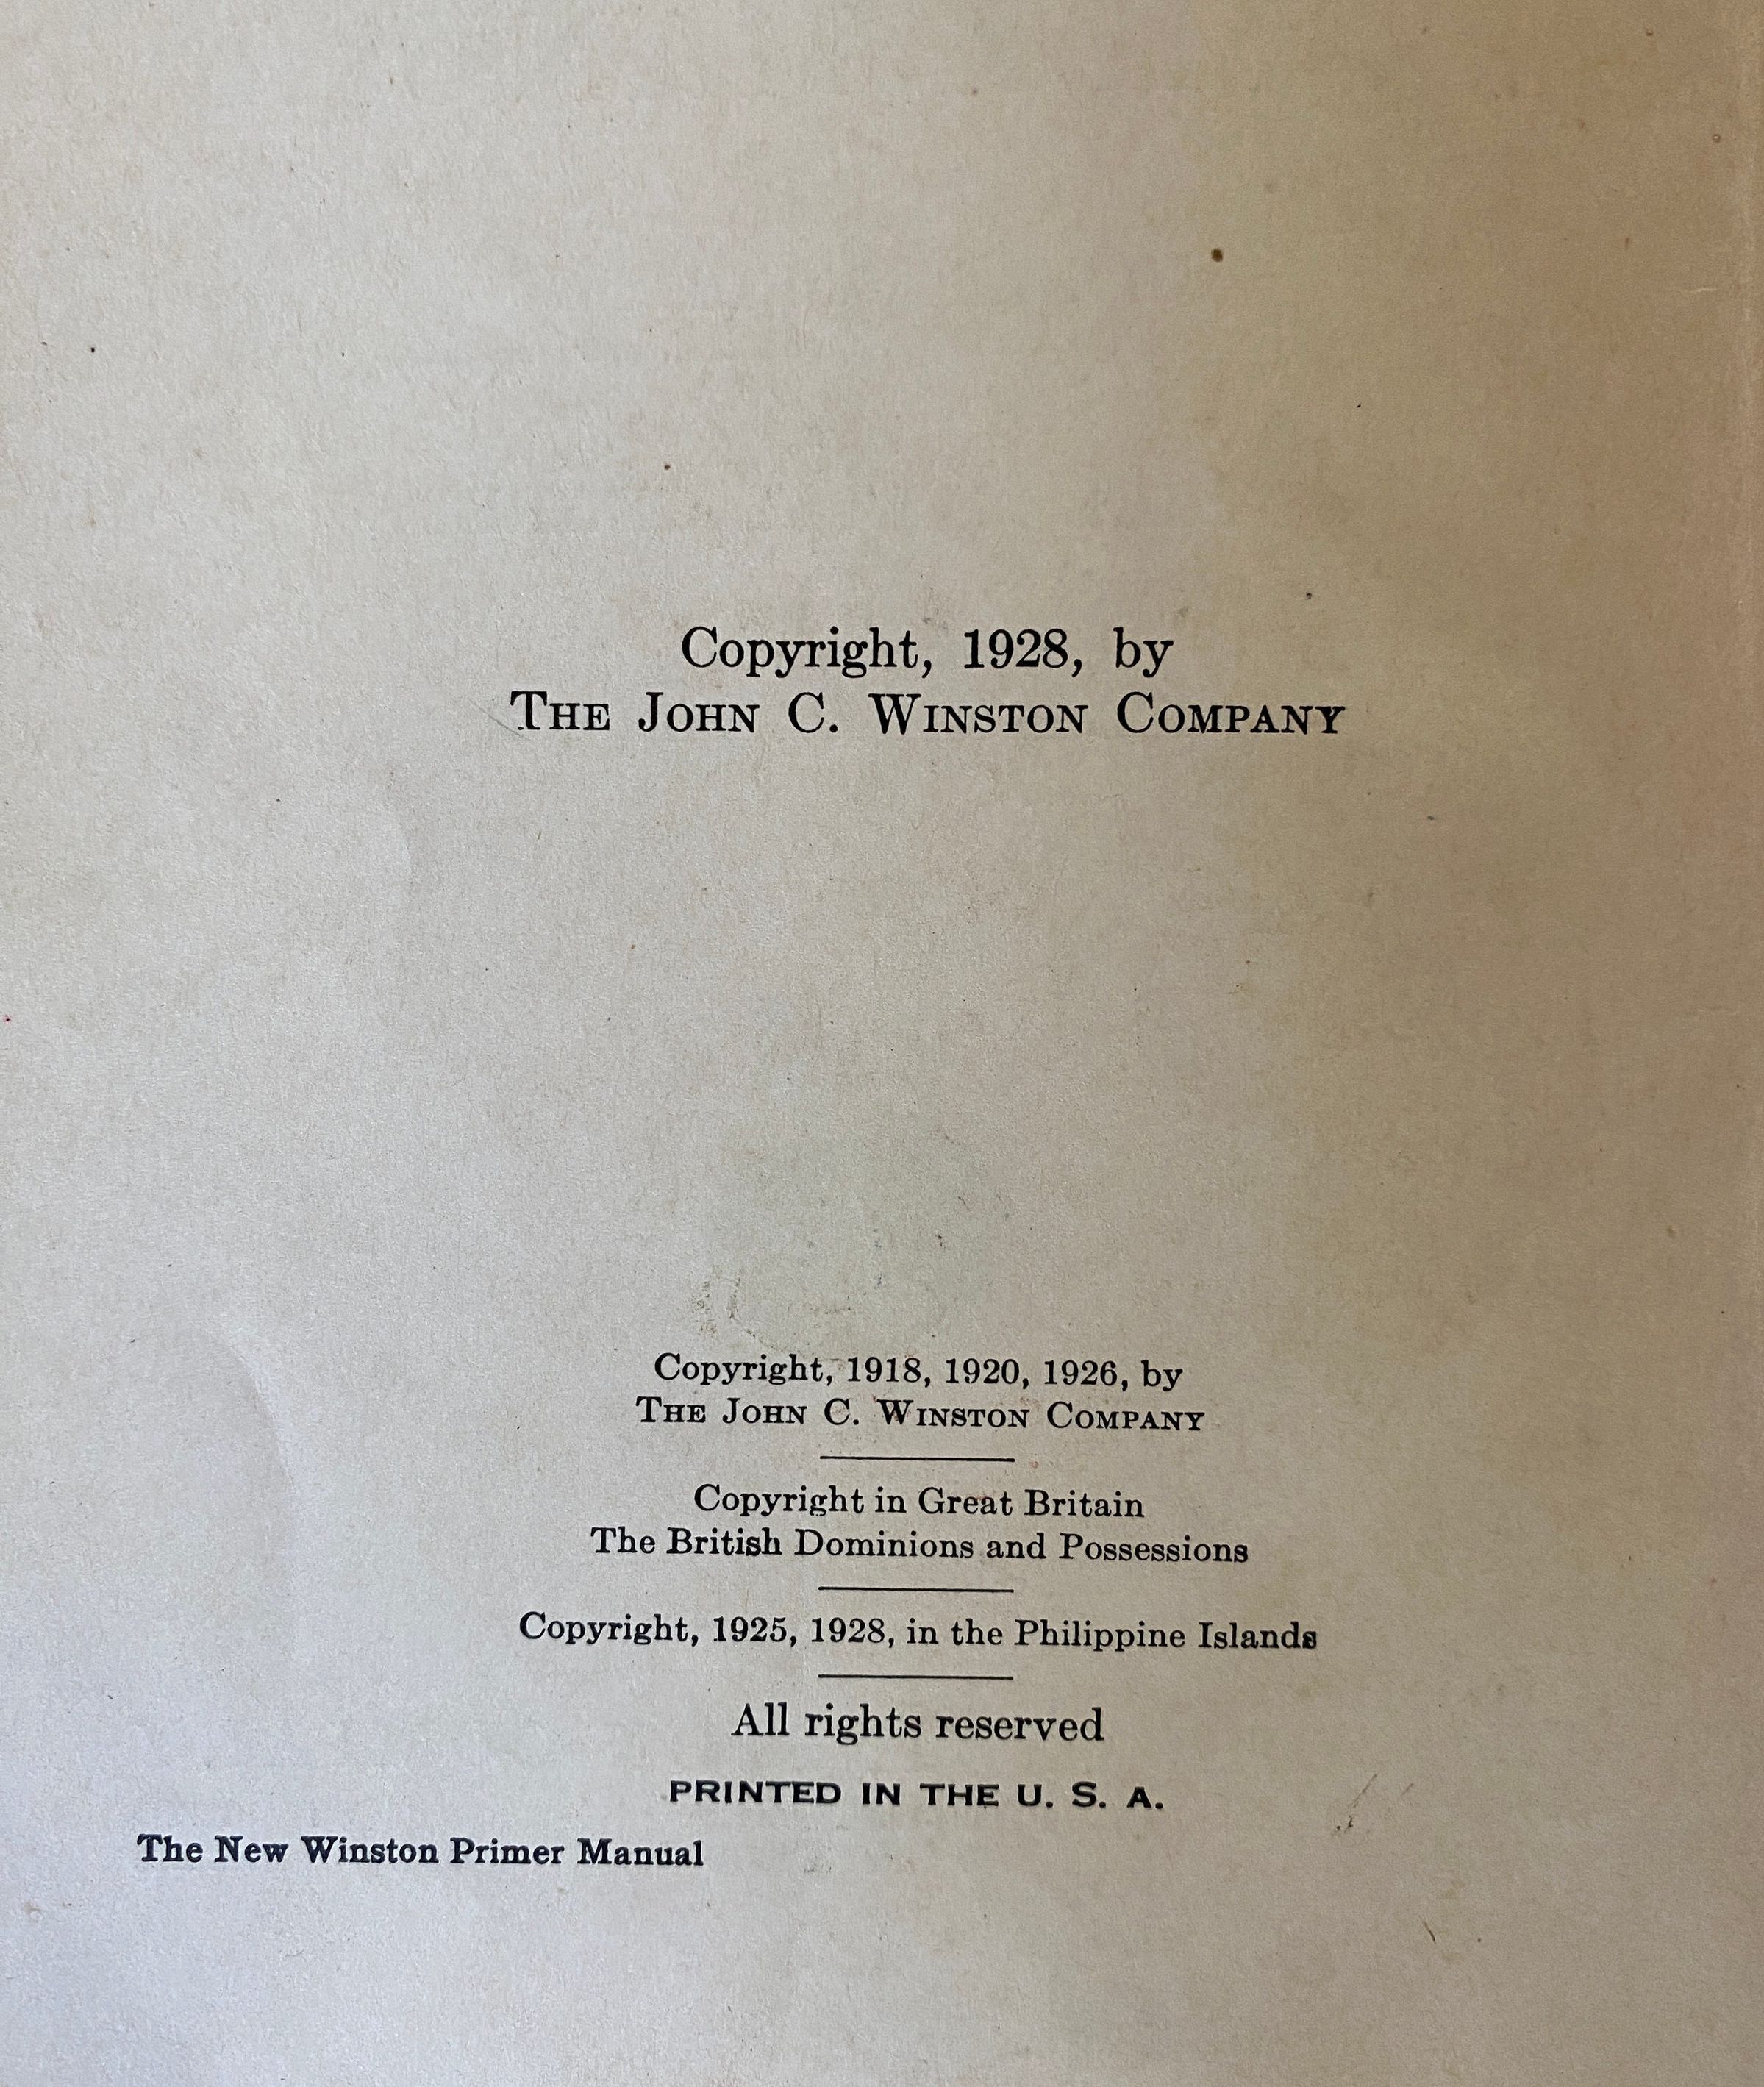 Copyright, 1928, by
The John C. Winston Company
Copyright, 1918, 1920, 1926, by
The John C. Winston Company
Copyright in Great Britain
The British Dominions and Possessions
Copyright, 1925, 1928, in the Philippine Islands
All rights reserved
PRINTED IN THE U. S. A.
The New Winston Primer Manual